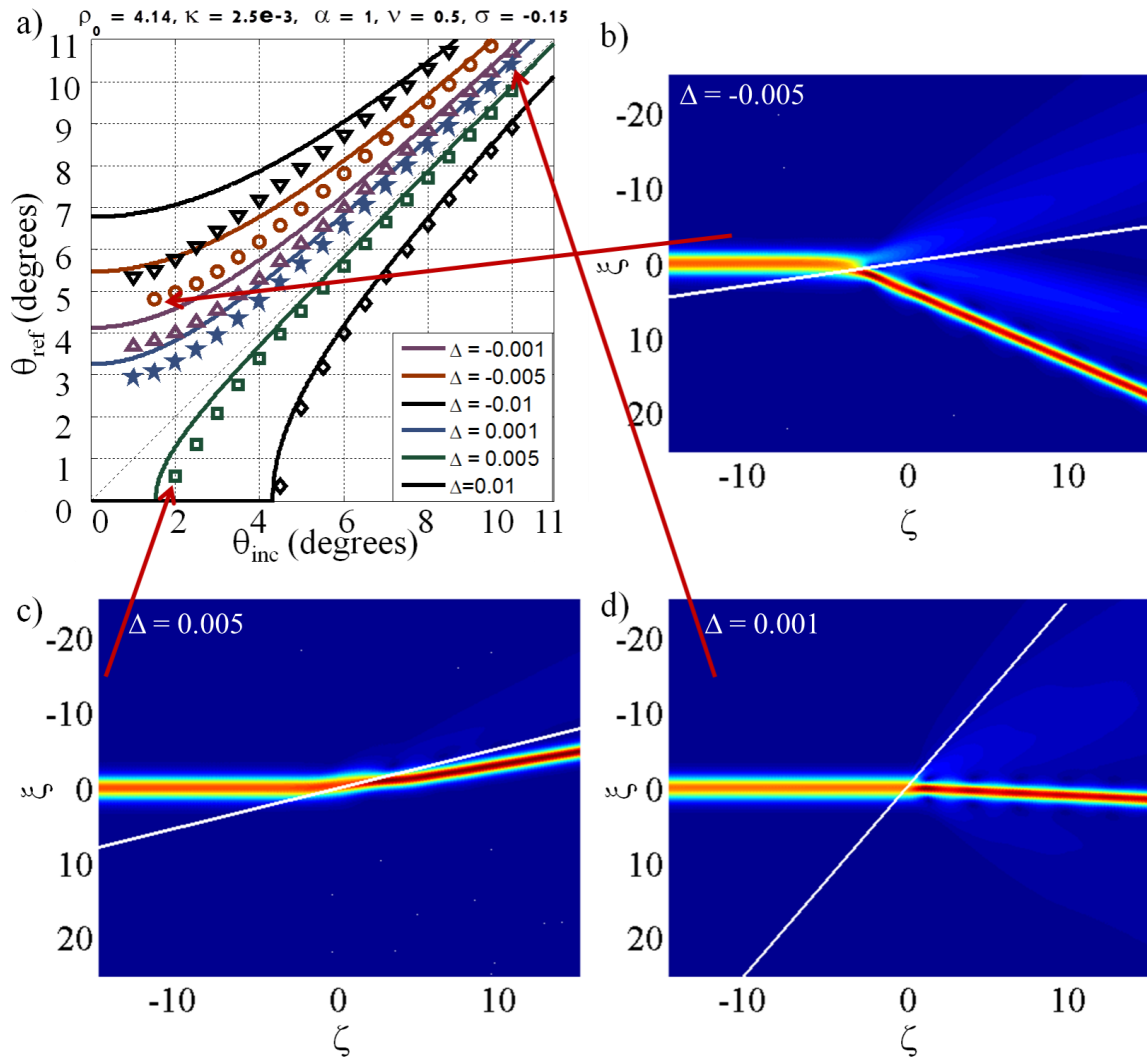 ρ₀ = 4.14, κ = 2.5e-3, α = 1, ν = 0.5, σ = -0.15
a)
11
10
9
8
7
6
5
4
3
2
1
0
θref (degrees)
0 2 4 6 8 10 11
θinc (degrees)
Δ = -0.001
Δ = -0.005
Δ = -0.01
Δ = 0.001
Δ = 0.005
Δ=0.01
b)
Δ = -0.005
-20
-10
0
10
20
ξ
-10 0 10
ζ
c)
Δ = 0.005
-20
-10
0
10
20
ξ
-10 0 10
ζ
d)
Δ = 0.001
-20
-10
0
10
20
ξ
-10 0 10
ζ